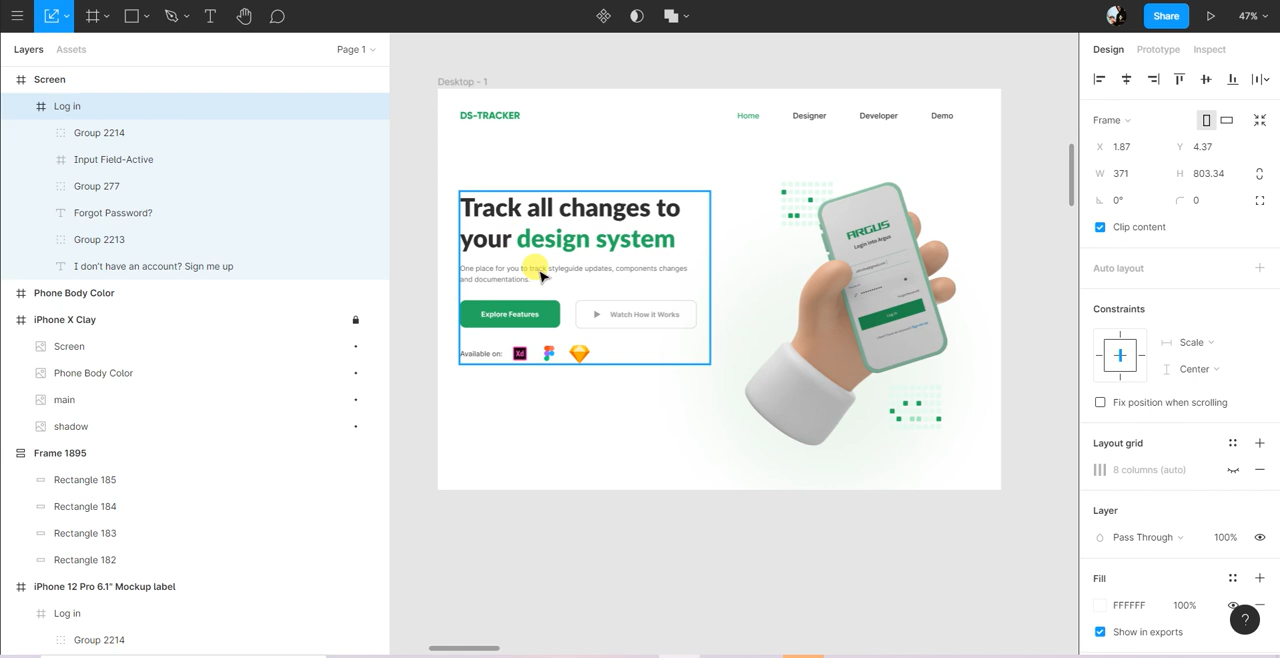 Share
47%
Layers
Assets
Page 1
Design
Prototype
Inspect
Screen
Log in
Group 2214
Input Field-Active
Group 277
Forgot Password?
Group 2213
I don't have an account? Sign me up
Phone Body Color
iPhone X Clay
Screen
Phone Body Color
main
shadow
Frame 1895
Rectangle 185
Rectangle 184
Rectangle 183
Rectangle 182
iPhone 12 Pro 6.1" Mockup label
Log in
Group 2214
Desktop - 1
DS-TRACKER
Home
Designer
Developer
Demo
Track all changes to
your design system
One place for you to track styleguide updates, components changes
and documentations.
Explore Features
Watch How it Works
Available on:
Xd
ARGUS
Login Into Argus
Log in
Frame
X 1.87
Y 4.37
W 371
H 803.34
0°
0
Clip content
Auto layout
Constraints
Scale
Center
Fix position when scrolling
Layout grid
8 columns (auto)
Layer
Pass Through
100%
Fill
FFFFFF
100%
Show in exports
?